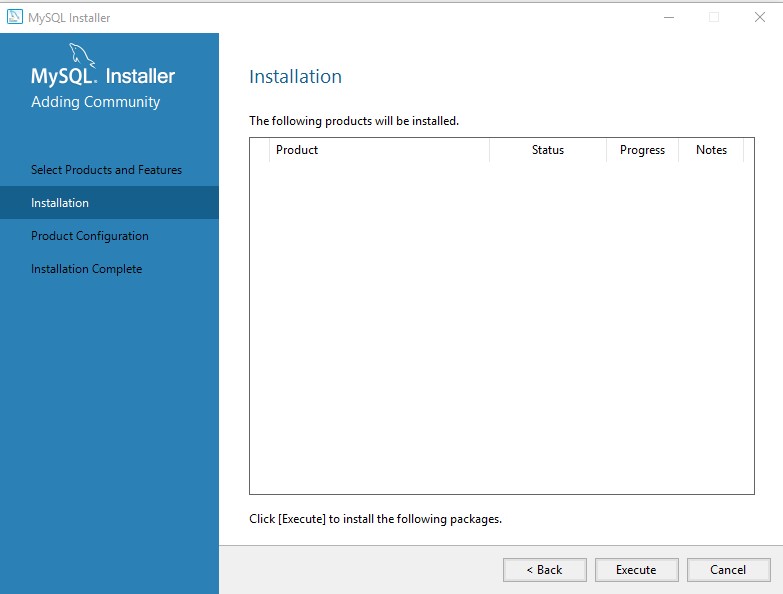 MySQL Installer
MySQL. Installer
Adding Community
Select Products and Features
Installation
Product Configuration
Installation Complete
Installation
The following products will be installed.
Product Status Progress Notes
Click [Execute] to install the following packages.
< Back Execute Cancel